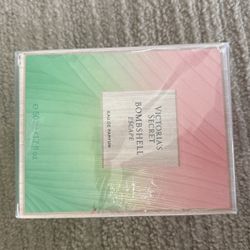 VICTORIA'S
SECRET
BOMBSHELL
ESCAPE
EAU DE PARFUM